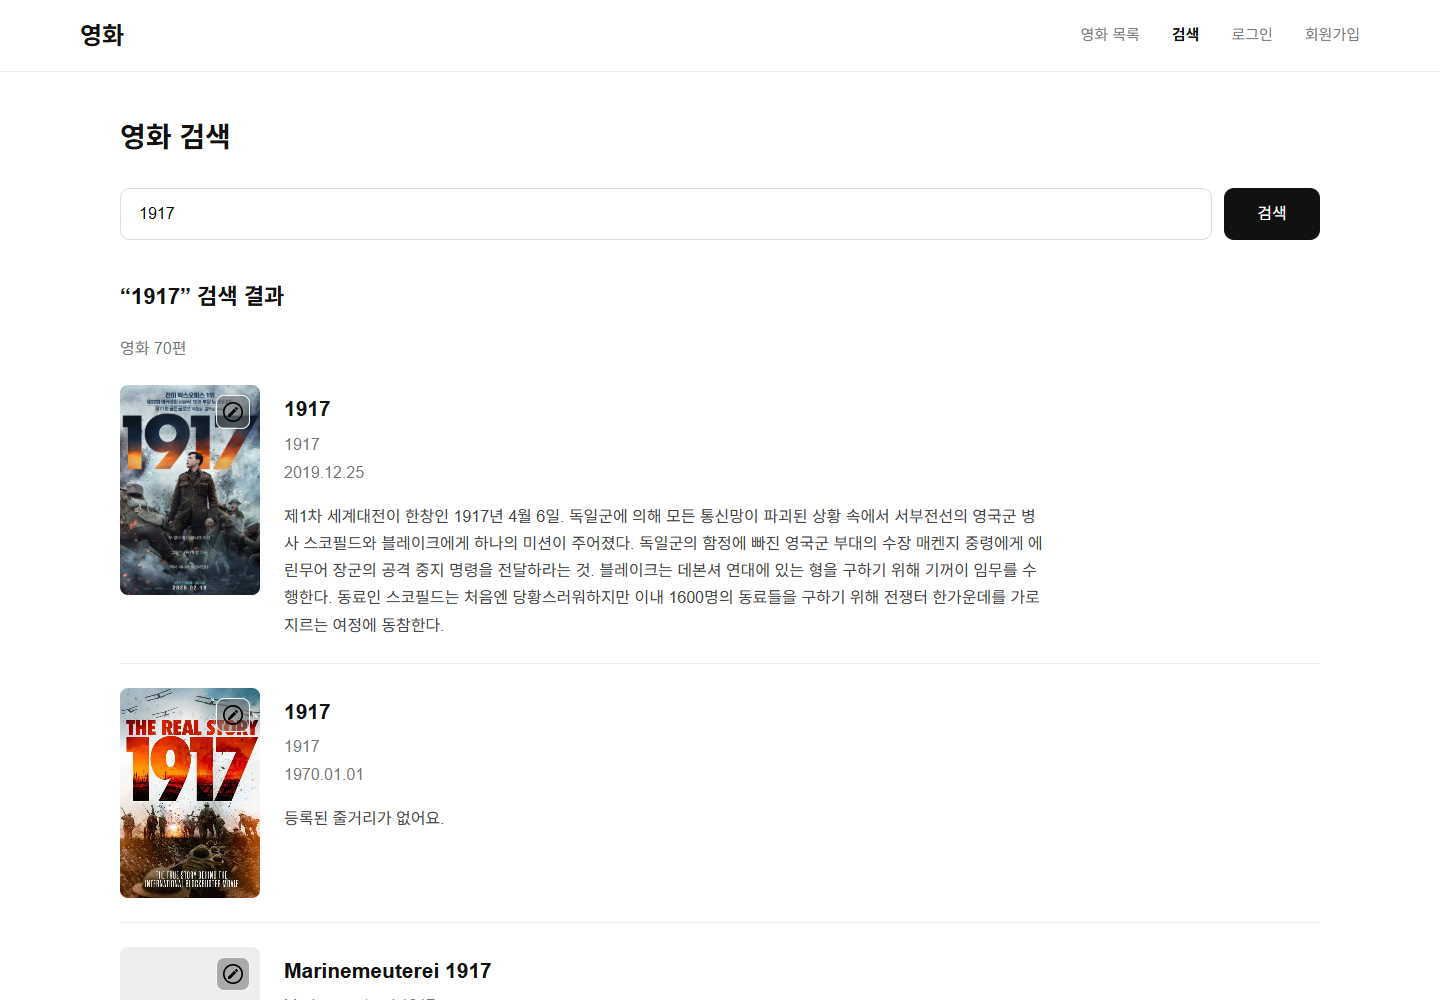 영화
영화 목록
검색
로그인
회원가입
영화 검색
1917
검색
“1917” 검색 결과
영화 70편
1917
2020.02.19
1917
1917
2019.12.25
제1차 세계대전이 한창인 1917년 4월 6일. 독일군에 의해 모든 통신망이 파괴된 상황 속에서 서부전선의 영국군 병
사 스코필드와 블레이크에게 하나의 미션이 주어졌다. 독일군의 함정에 빠진 영국군 부대의 수장 매켄지 중령에게 에
린무어 장군의 공격 중지 명령을 전달하라는 것. 블레이크는 데본셔 연대에 있는 형을 구하기 위해 기꺼이 임무를 수
행한다. 동료인 스코필드는 처음엔 당황스러워하지만 이내 1600명의 동료들을 구하기 위해 전쟁터 한가운데를 가로
지르는 여정에 동참한다.
THE REAL STORY
1917
THE TRUE STORY BEHIND THE
INTERNATIONAL BLOCKBUSTER MOVIE
1917
1917
1970.01.01
등록된 줄거리가 없어요.
Marinemeuterei 1917